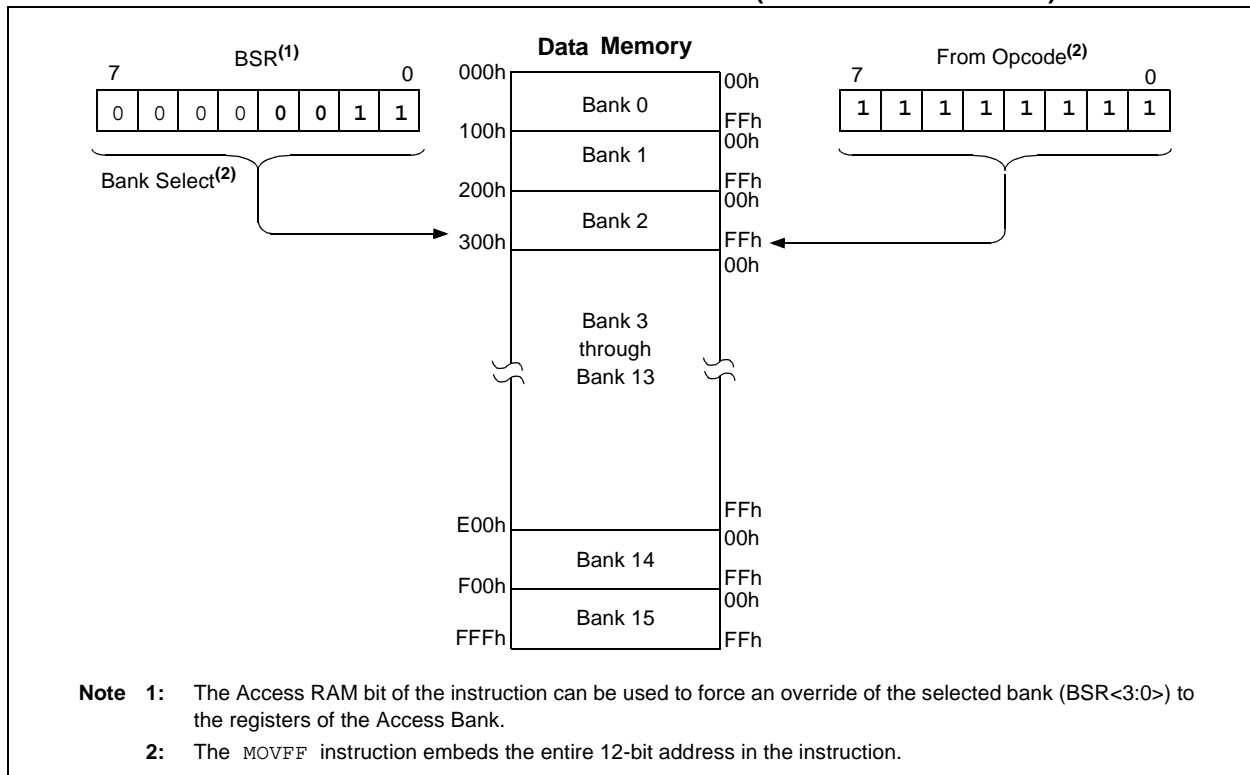 BSR(1)
7 0
0 0 0 0 0 0 1 1
Bank Select(2)
Data Memory
000h
00h
Bank 0
FFh
100h
00h
Bank 1
FFh
200h
00h
Bank 2
FFh
300h
00h
Bank 3
through
Bank 13
FFh
E00h
00h
Bank 14
FFh
F00h
00h
Bank 15
FFFh
FFh
From Opcode(2)
7 0
1 1 1 1 1 1 1 1
Note 1: The Access RAM bit of the instruction can be used to force an override of the selected bank (BSR<3:0>) to
the registers of the Access Bank.
2: The MOVFF instruction embeds the entire 12-bit address in the instruction.